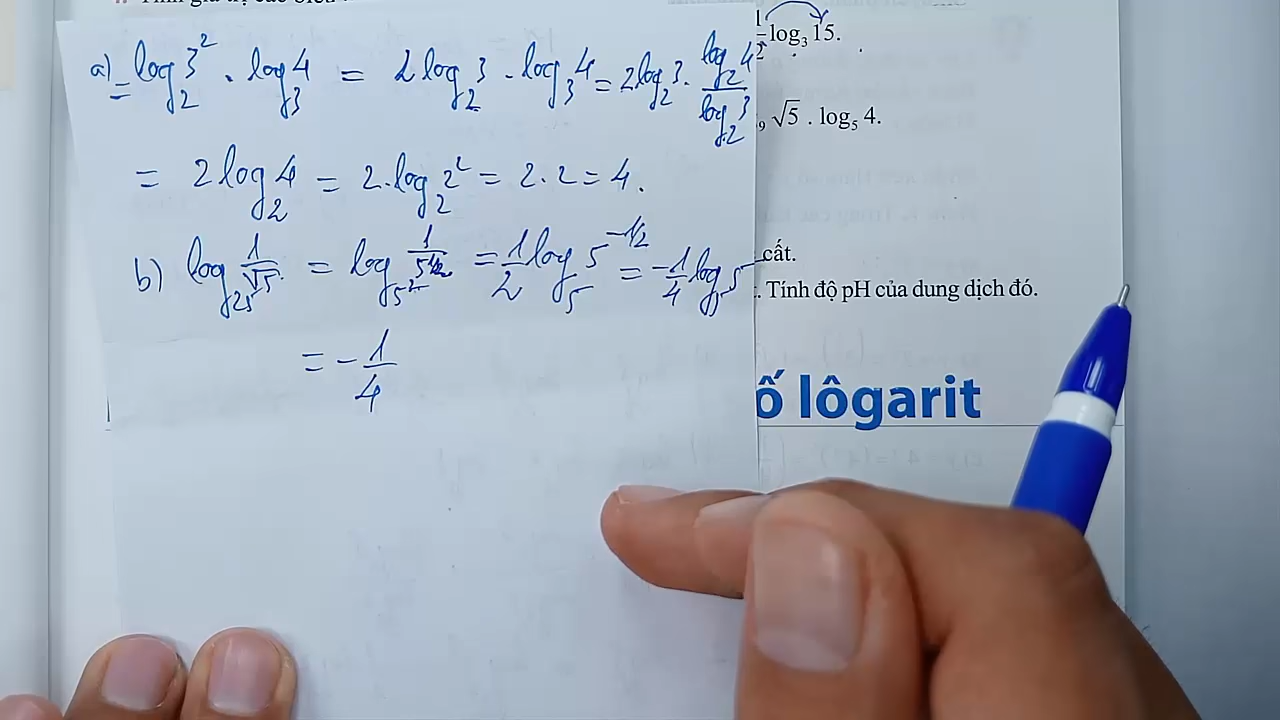 1/2 log₃ 15.
a) = log₂ 3² . log₃ 4 = 2 log₂ 3 . log₃ 4 = 2 log₂ 3 . log₂ 4 / log₂ 3
₉ √5 . log₅ 4.
= 2 log₂ 4 = 2. log₂ 2² = 2. 2 = 4.
cất.
b) log₂₅ 1/√5 = log₅² 1/5^1/2 = 1/2 log₅ 5^-1/2 = -1/4 log₅ 5
. Tính độ pH của dung dịch đó.
= - 1/4
ố lôgarit